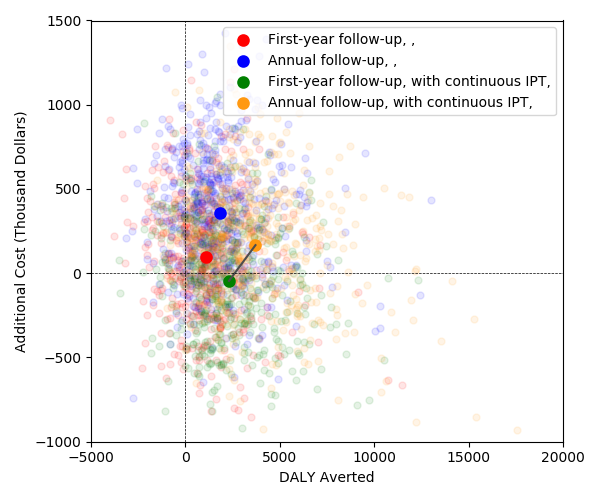 1500
1000
500
0
−500
−1000
Additional Cost (Thousand Dollars)
First-year follow-up, ,
Annual follow-up, ,
First-year follow-up, with continuous IPT,
Annual follow-up, with continuous IPT,
−5000 0 5000 10000 15000 20000
DALY Averted